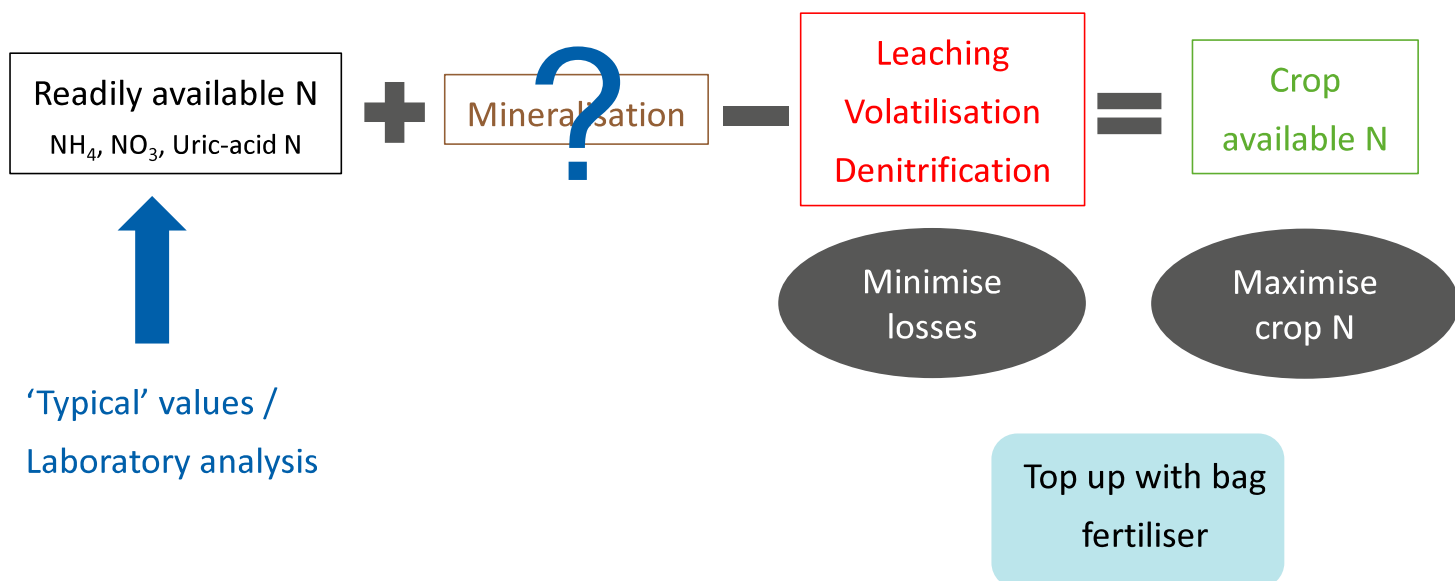 Readily available N
NH₄, NO₃, Uric-acid N
+
Mineralisation
?
−
Leaching
Volatilisation
Denitrification
=
Crop
available N
Minimise
losses
Maximise
crop N
‘Typical’ values /
Laboratory analysis
Top up with bag
fertiliser